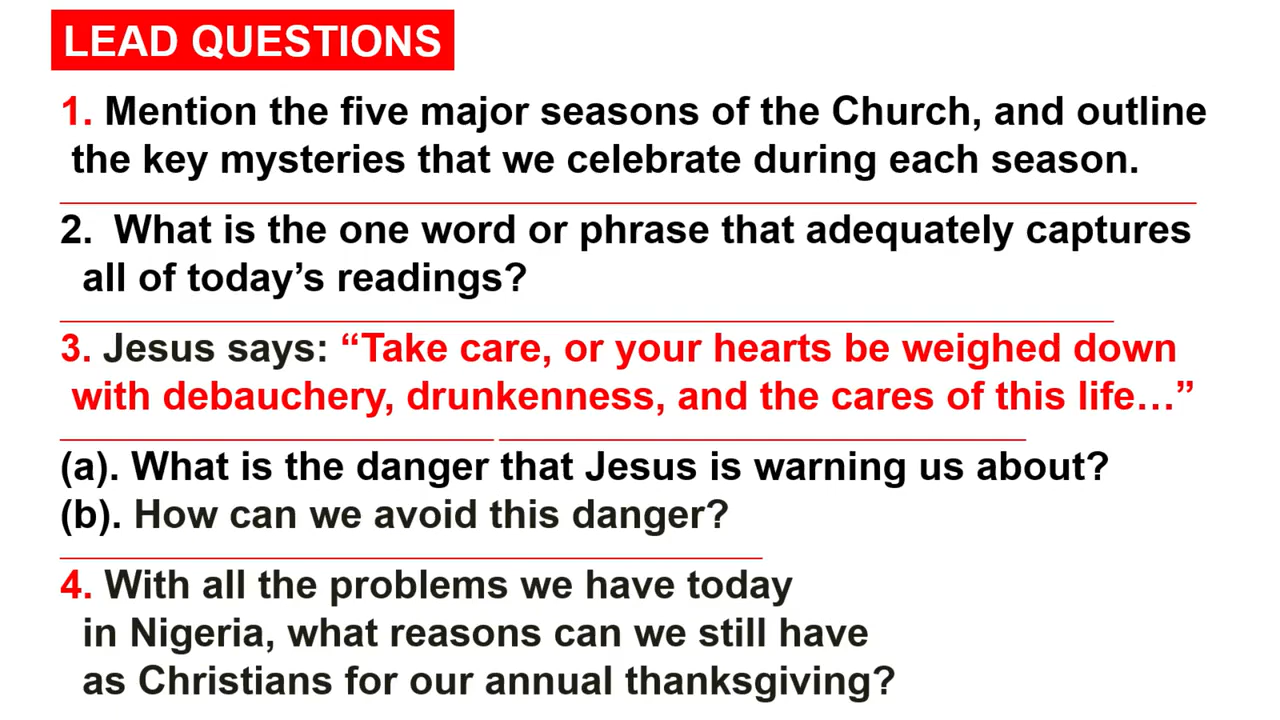 LEAD QUESTIONS
1. Mention the five major seasons of the Church, and outline
the key mysteries that we celebrate during each season.
2. What is the one word or phrase that adequately captures
all of today’s readings?
3. Jesus says: “Take care, or your hearts be weighed down
with debauchery, drunkenness, and the cares of this life…”
(a). What is the danger that Jesus is warning us about?
(b). How can we avoid this danger?
4. With all the problems we have today
in Nigeria, what reasons can we still have
as Christians for our annual thanksgiving?